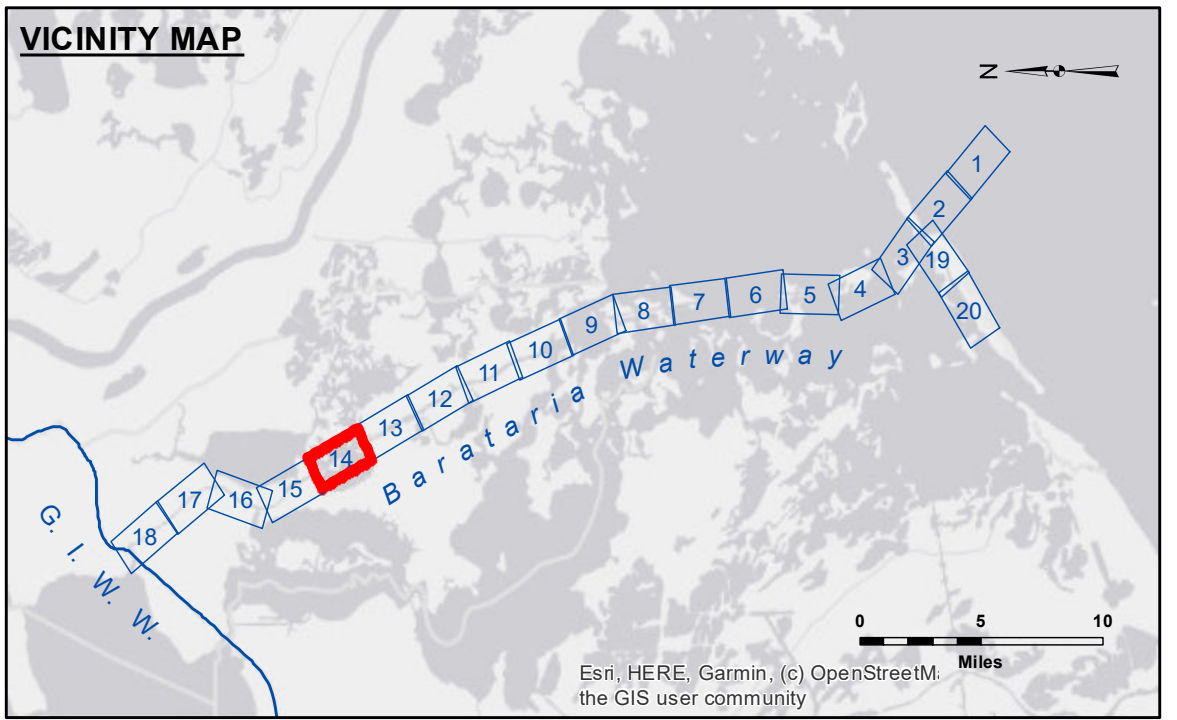 VICINITY MAP
N
1
2
3
19
20
4
5
6
7
8
9
10
11
12
13
14
15
16
17
18
Barataria Waterway
G. I. W. W.
0 5 10
Miles
Esri, HERE, Garmin, (c) OpenStreetM
the GIS user community